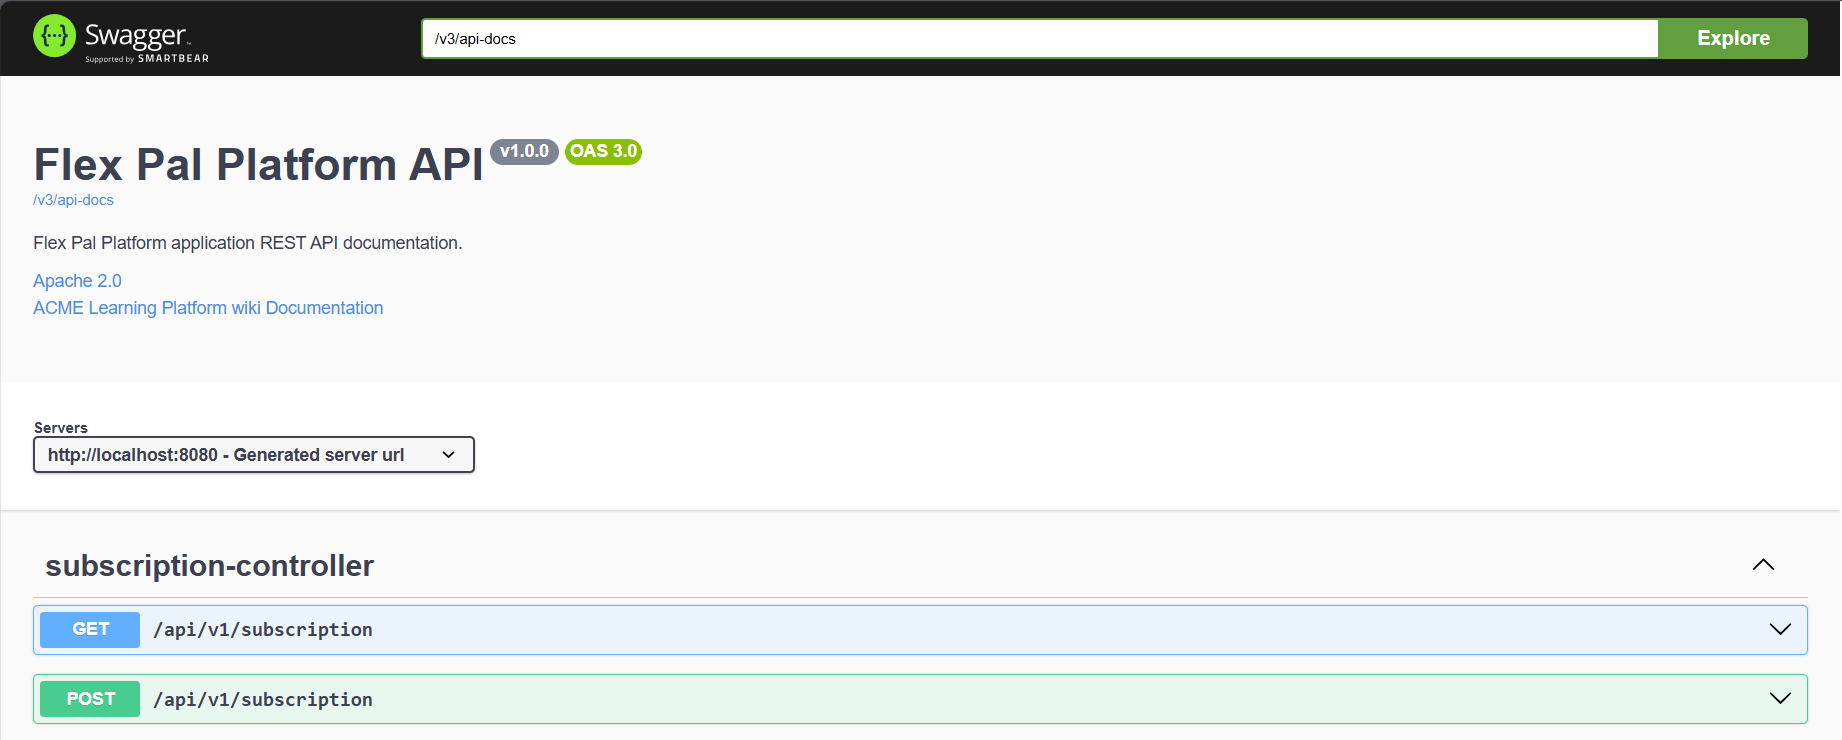 {···} Swagger™
Supported by SMARTBEAR
/v3/api-docs
Explore
Flex Pal Platform API v1.0.0 OAS 3.0
/v3/api-docs
Flex Pal Platform application REST API documentation.
Apache 2.0
ACME Learning Platform wiki Documentation
Servers
http://localhost:8080 - Generated server url
subscription-controller
GET /api/v1/subscription
POST /api/v1/subscription